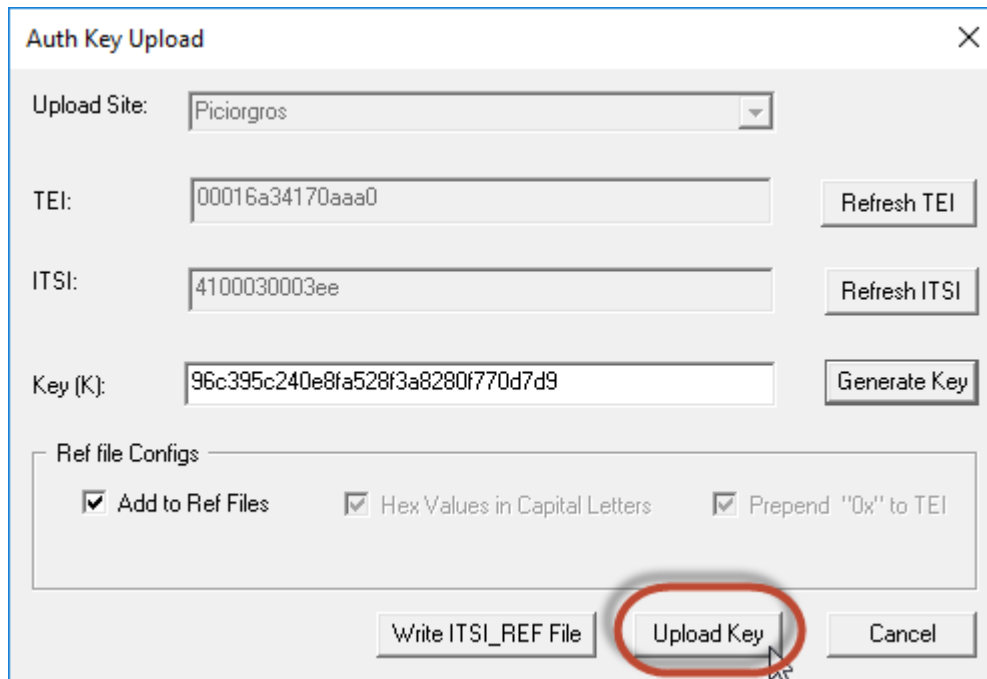 Auth Key Upload
Upload Site: Piciorgros
TEI: 00016a34170aaa0 Refresh TEI
ITSI: 4100030003ee Refresh ITSI
Key (K): 96c395c240e8fa528f3a8280f770d7d9 Generate Key
Ref file Configs
Add to Ref Files Hex Values in Capital Letters Prepend "0x" to TEI
Write ITSI_REF File Upload Key Cancel